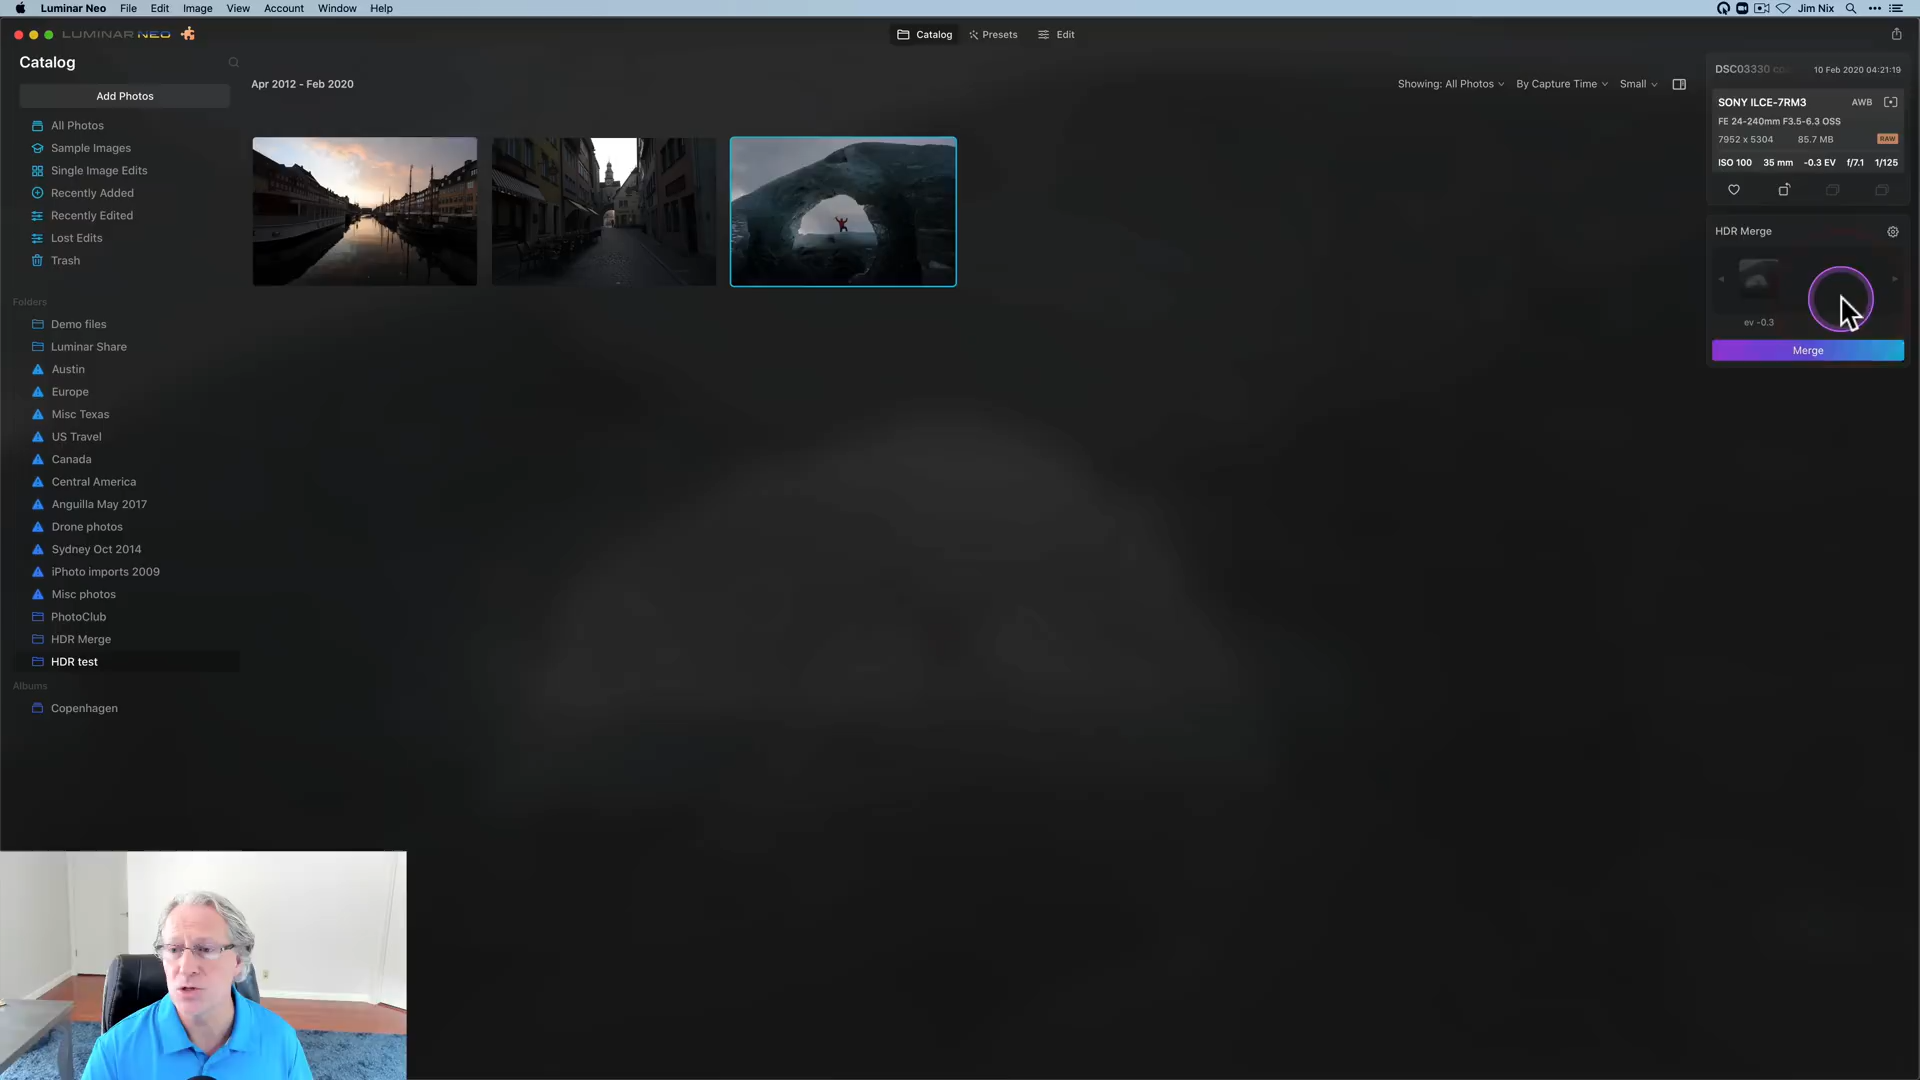 Luminar Neo File Edit Image View Account Window Help Jim Nix
LUMINAR NEO Catalog Presets Edit
Catalog
Add Photos
Apr 2012 - Feb 2020 Showing: All Photos By Capture Time Small
All Photos
Sample Images
Single Image Edits
Recently Added
Recently Edited
Lost Edits
Trash
Folders
Demo files
Luminar Share
Austin
Europe
Misc Texas
US Travel
Canada
Central America
Anguilla May 2017
Drone photos
Sydney Oct 2014
iPhoto imports 2009
Misc photos
PhotoClub
HDR Merge
HDR test
Albums
Copenhagen
DSC03330 10 Feb 2020 04:21:19
SONY ILCE-7RM3 AWB
FE 24-240mm F3.5-6.3 OSS
7952 x 5304 85.7 MB RAW
ISO 100 35 mm -0.3 EV f/7.1 1/125
HDR Merge
ev -0.3
Merge